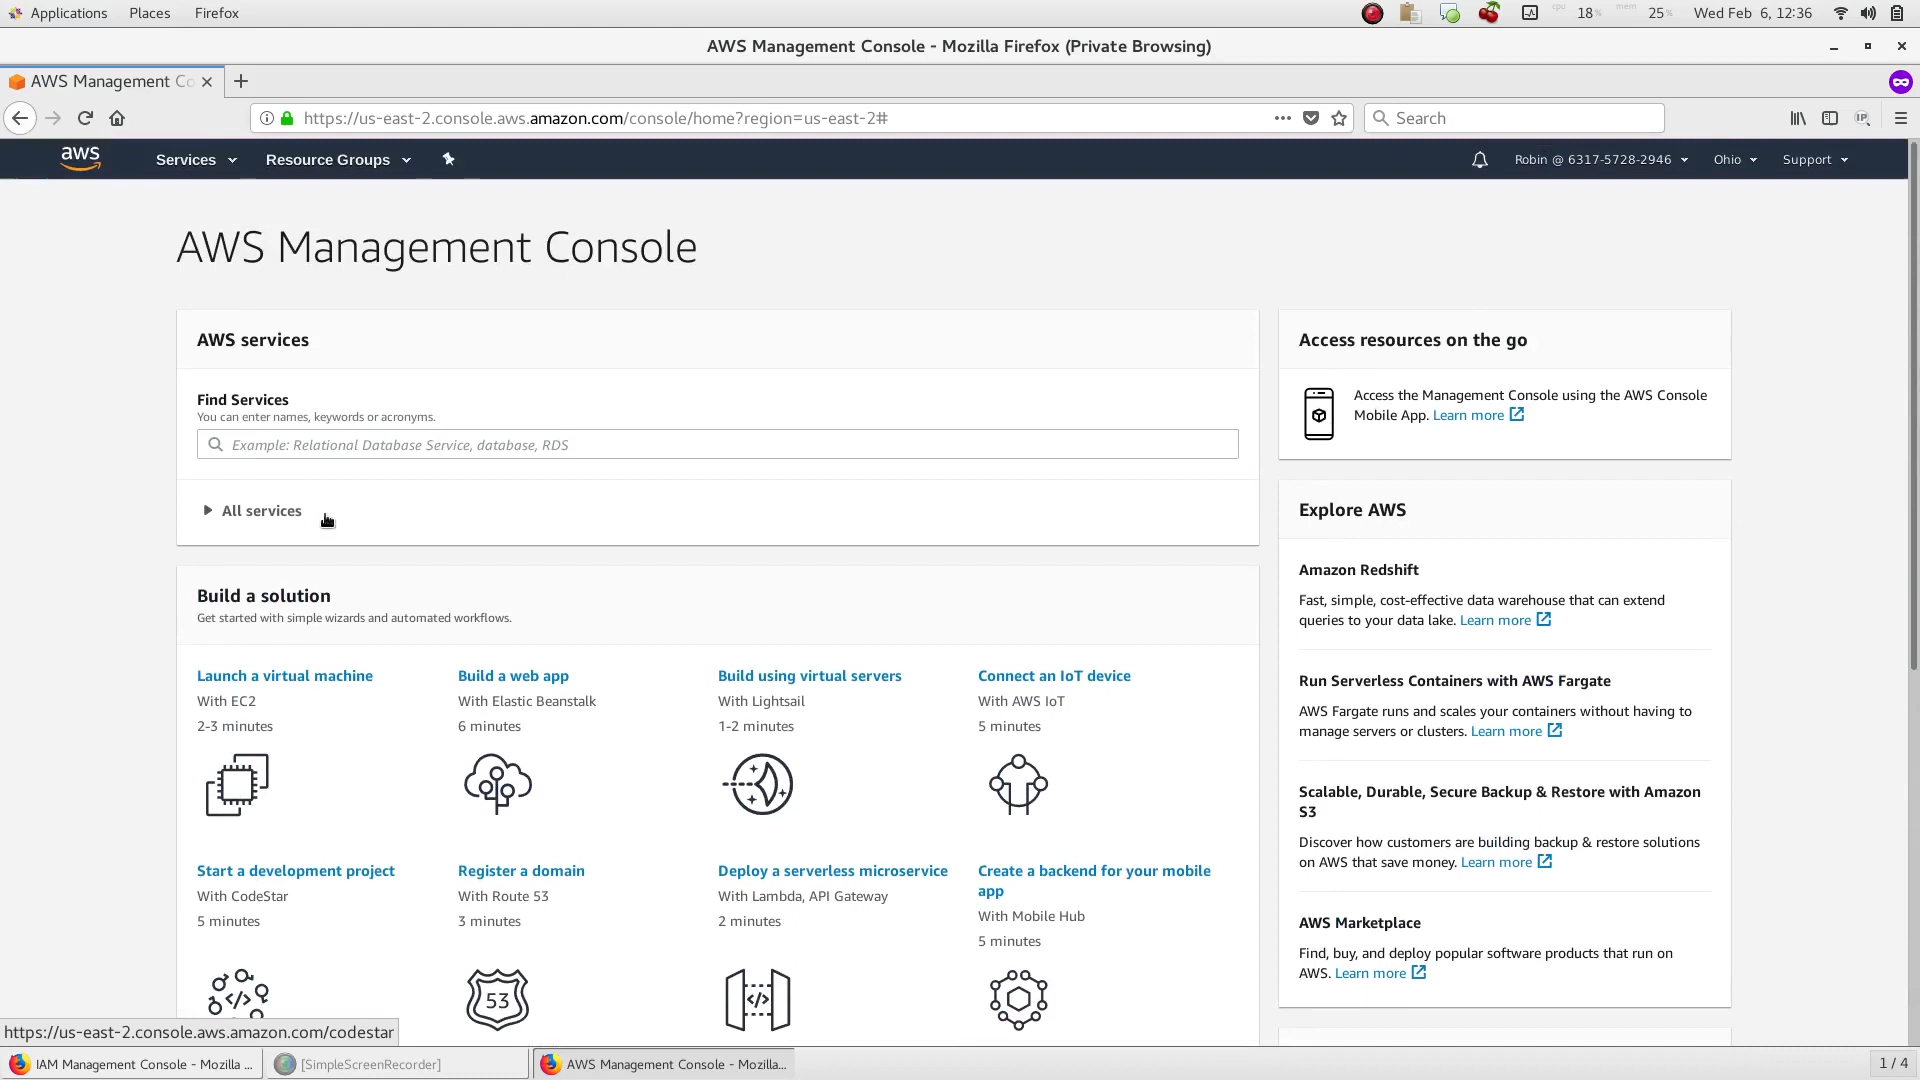 Applications Places Firefox
cpu 18% mem 25% Wed Feb 6, 12:36
AWS Management Console - Mozilla Firefox (Private Browsing)
AWS Management Co
https://us-east-2.console.aws.amazon.com/console/home?region=us-east-2#
Search
IP
aws Services Resource Groups
Robin @ 6317-5728-2946 Ohio Support
AWS Management Console
AWS services
Find Services
You can enter names, keywords or acronyms.
Example: Relational Database Service, database, RDS
All services
Build a solution
Get started with simple wizards and automated workflows.
Launch a virtual machine
With EC2
2-3 minutes
Build a web app
With Elastic Beanstalk
6 minutes
Build using virtual servers
With Lightsail
1-2 minutes
Connect an IoT device
With AWS IoT
5 minutes
Start a development project
With CodeStar
5 minutes
</>
Register a domain
With Route 53
3 minutes
53
Deploy a serverless microservice
With Lambda, API Gateway
2 minutes
</>
Create a backend for your mobile
app
With Mobile Hub
5 minutes
Access resources on the go
Access the Management Console using the AWS Console
Mobile App. Learn more
Explore AWS
Amazon Redshift
Fast, simple, cost-effective data warehouse that can extend
queries to your data lake. Learn more
Run Serverless Containers with AWS Fargate
AWS Fargate runs and scales your containers without having to
manage servers or clusters. Learn more
Scalable, Durable, Secure Backup & Restore with Amazon
S3
Discover how customers are building backup & restore solutions
on AWS that save money. Learn more
AWS Marketplace
Find, buy, and deploy popular software products that run on
AWS. Learn more
https://us-east-2.console.aws.amazon.com/codestar
IAM Management Console - Mozilla ...
[SimpleScreenRecorder]
AWS Management Console - Mozilla...
1 / 4